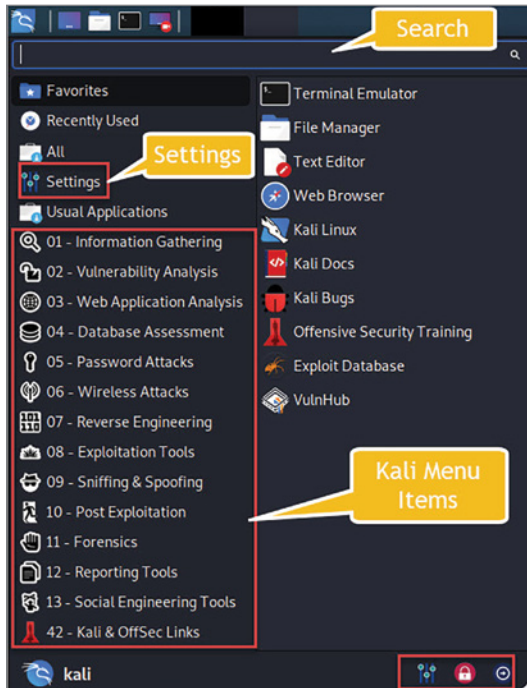 Search
Favorites
Recently Used
All
Settings
Settings
Usual Applications
01 - Information Gathering
02 - Vulnerability Analysis
03 - Web Application Analysis
04 - Database Assessment
05 - Password Attacks
06 - Wireless Attacks
07 - Reverse Engineering
08 - Exploitation Tools
09 - Sniffing & Spoofing
10 - Post Exploitation
11 - Forensics
12 - Reporting Tools
13 - Social Engineering Tools
42 - Kali & OffSec Links
Terminal Emulator
File Manager
Text Editor
Web Browser
Kali Linux
Kali Docs
Kali Bugs
Offensive Security Training
Exploit Database
VulnHub
Kali Menu
Items
kali